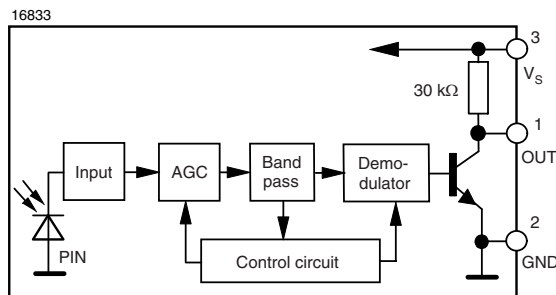 16833
3
V_S
30 kΩ
1
OUT
Input
AGC
Band
pass
Demo-
dulator
2
GND
PIN
Control circuit